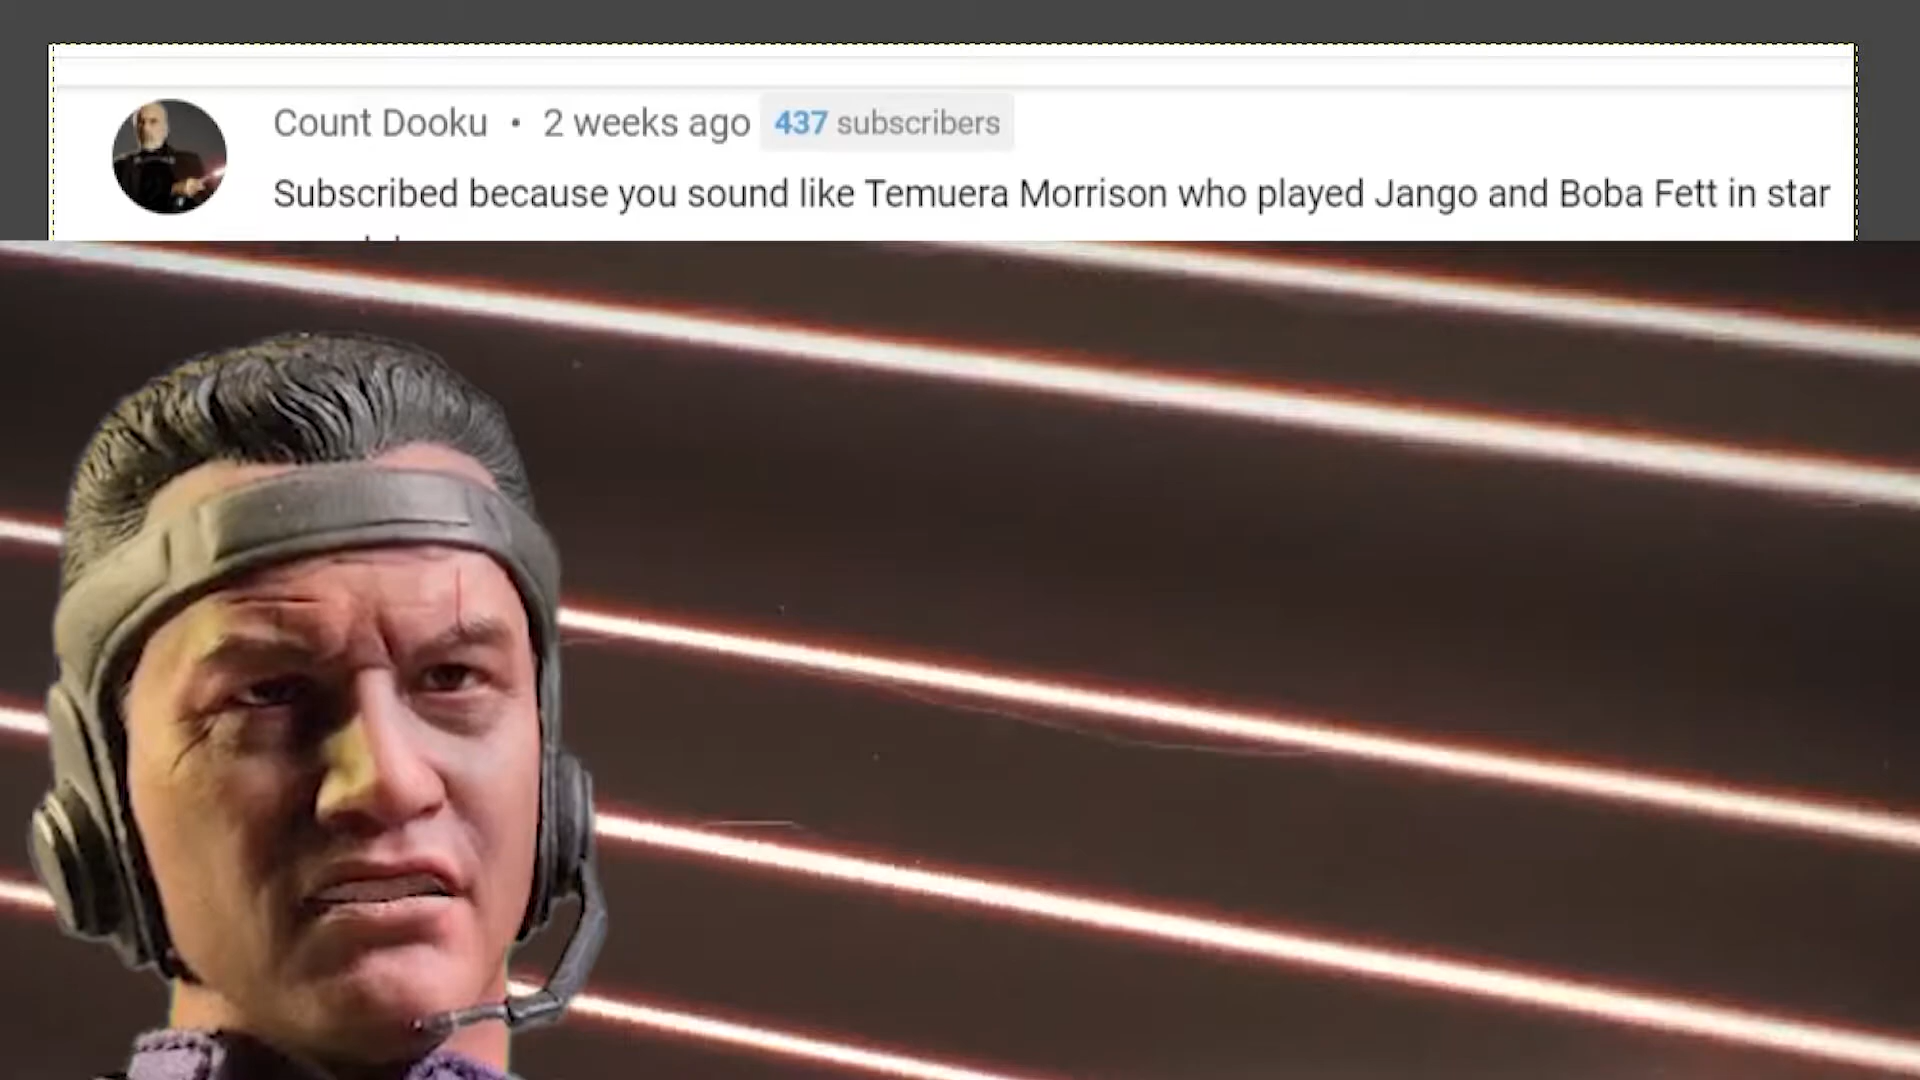 Count Dooku • 2 weeks ago 437 subscribers
Subscribed because you sound like Temuera Morrison who played Jango and Boba Fett in star